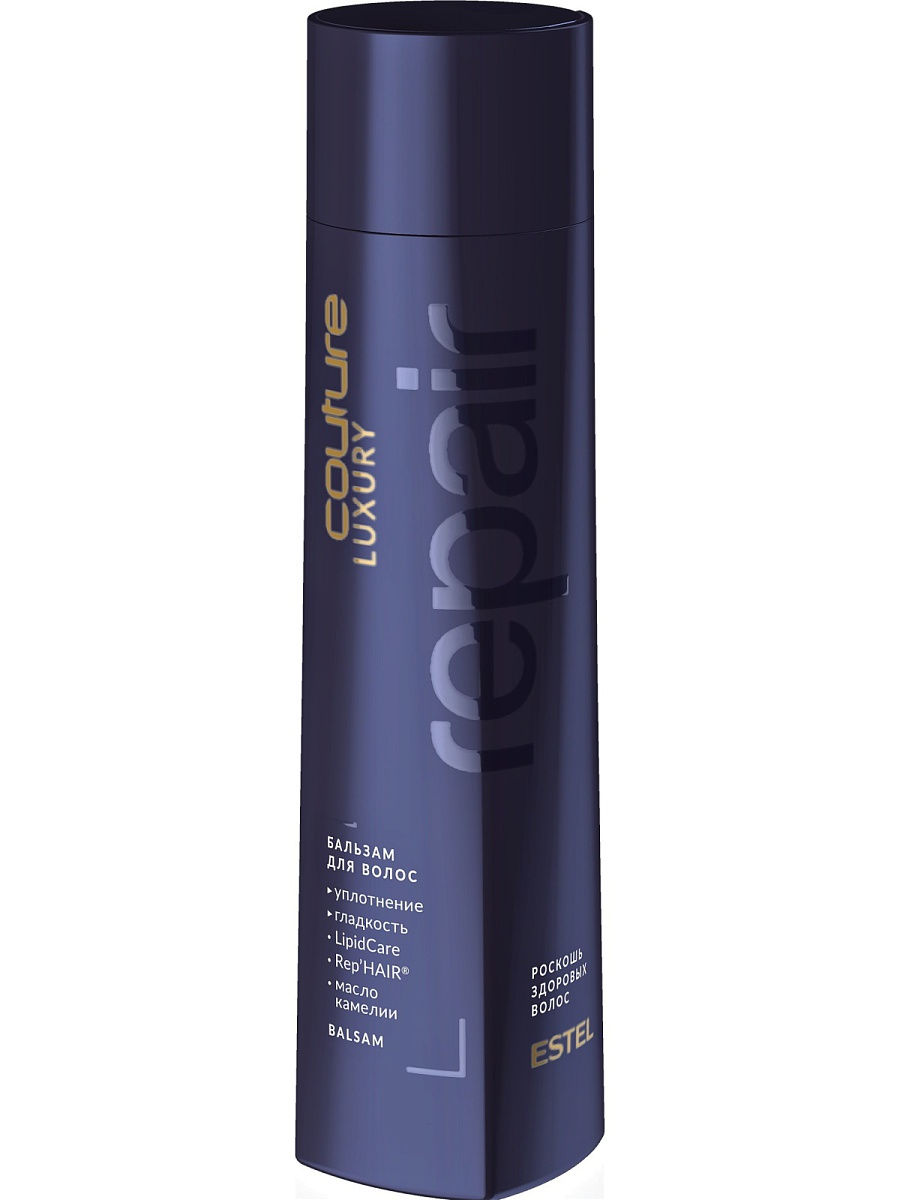 couture
LUXURY
repair
БАЛЬЗАМ
ДЛЯ ВОЛОС
▸ уплотнение
▸ гладкость
• LipidCare
• Rep'HAIR®
• масло
камелии
BALSAM
РОСКОШЬ
ЗДОРОВЫХ
ВОЛОС
ESTEL